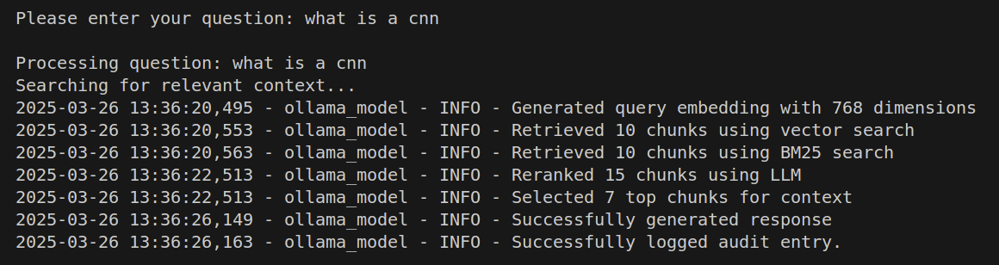 Please enter your question: what is a cnn
Processing question: what is a cnn
Searching for relevant context...
2025-03-26 13:36:20,495 - ollama_model - INFO - Generated query embedding with 768 dimensions
2025-03-26 13:36:20,553 - ollama_model - INFO - Retrieved 10 chunks using vector search
2025-03-26 13:36:20,563 - ollama_model - INFO - Retrieved 10 chunks using BM25 search
2025-03-26 13:36:22,513 - ollama_model - INFO - Reranked 15 chunks using LLM
2025-03-26 13:36:22,513 - ollama_model - INFO - Selected 7 top chunks for context
2025-03-26 13:36:26,149 - ollama_model - INFO - Successfully generated response
2025-03-26 13:36:26,163 - ollama_model - INFO - Successfully logged audit entry.